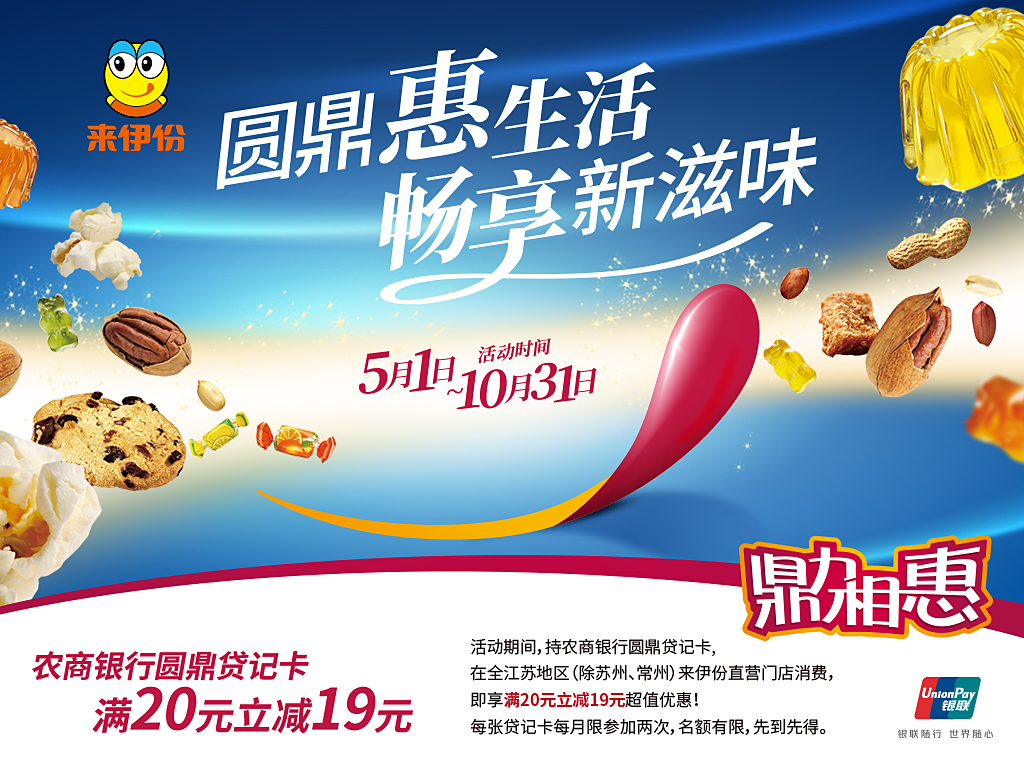 来伊份
圆鼎惠生活
畅享新滋味
活动时间
5月1日~10月31日
鼎力相惠
农商银行圆鼎贷记卡
满20元立减19元
活动期间，持农商银行圆鼎贷记卡，
在全江苏地区（除苏州、常州）来伊份直营门店消费，
即享满20元立减19元超值优惠！
每张贷记卡每月限参加两次，名额有限，先到先得。
UnionPay
银联
银联随行 世界随心